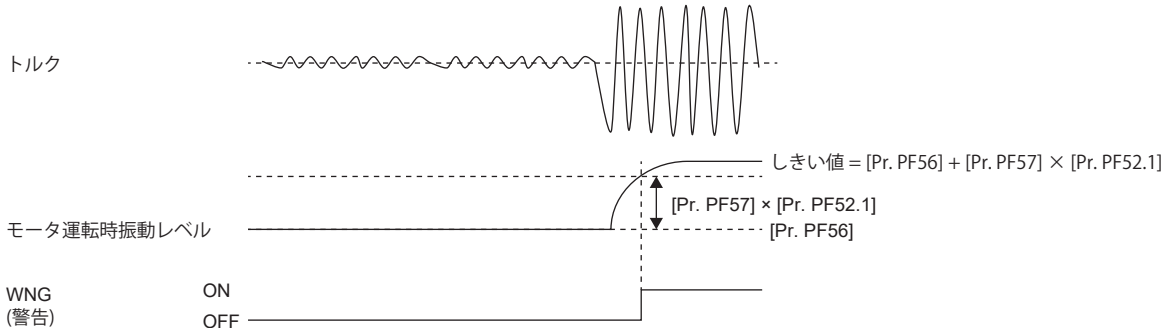 トルク
しきい値 = [Pr. PF56] + [Pr. PF57] × [Pr. PF52.1]
[Pr. PF57] × [Pr. PF52.1]
モータ運転時振動レベル
[Pr. PF56]
WNG
(警告)
ON
OFF